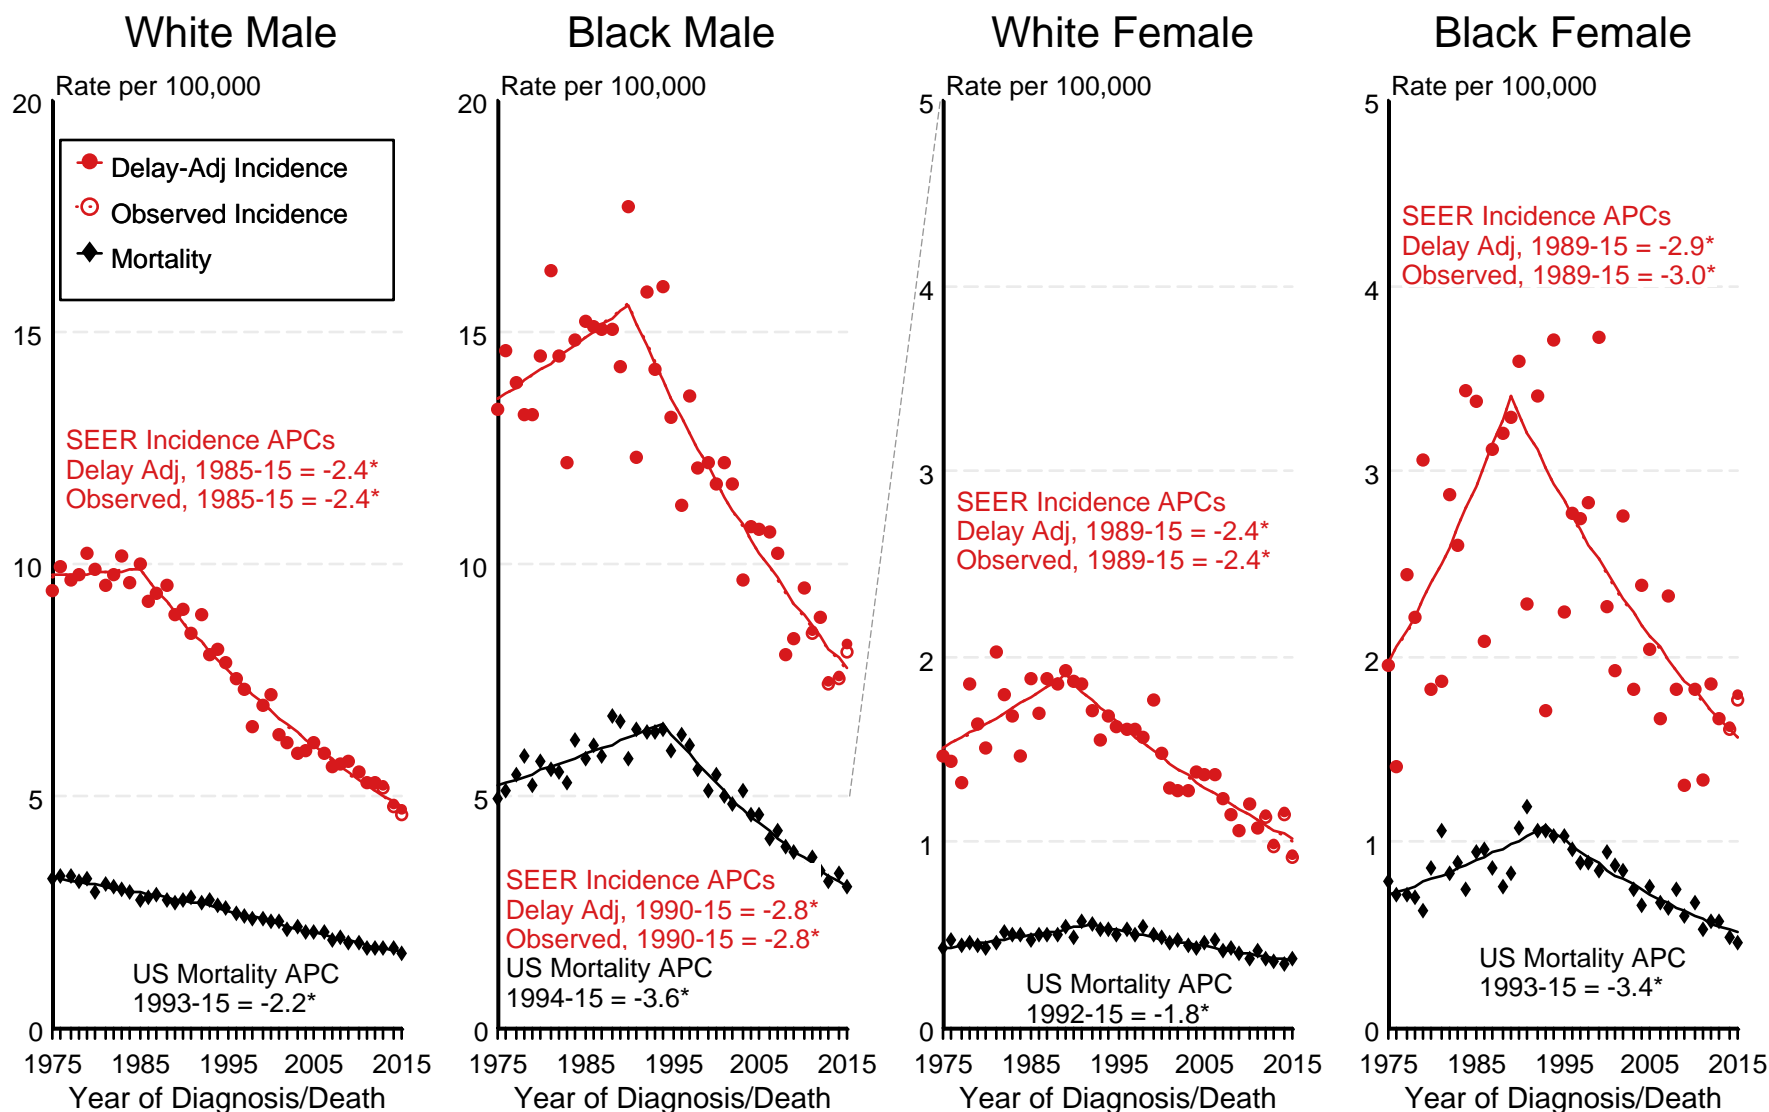 White Male
Rate per 100,000
20
15
10
5
0
Delay-Adj Incidence
Observed Incidence
Mortality
SEER Incidence APCs
Delay Adj, 1985-15 = -2.4*
Observed, 1985-15 = -2.4*
US Mortality APC
1993-15 = -2.2*
1975 1985 1995 2005 2015
Year of Diagnosis/Death
Black Male
Rate per 100,000
20
15
10
5
0
SEER Incidence APCs
Delay Adj, 1990-15 = -2.8*
Observed, 1990-15 = -2.8*
US Mortality APC
1994-15 = -3.6*
1975 1985 1995 2005 2015
Year of Diagnosis/Death
White Female
Rate per 100,000
5
4
3
2
1
0
SEER Incidence APCs
Delay Adj, 1989-15 = -2.4*
Observed, 1989-15 = -2.4*
US Mortality APC
1992-15 = -1.8*
1975 1985 1995 2005 2015
Year of Diagnosis/Death
Black Female
Rate per 100,000
5
4
3
2
1
0
SEER Incidence APCs
Delay Adj, 1989-15 = -2.9*
Observed, 1989-15 = -3.0*
US Mortality APC
1993-15 = -3.4*
1975 1985 1995 2005 2015
Year of Diagnosis/Death